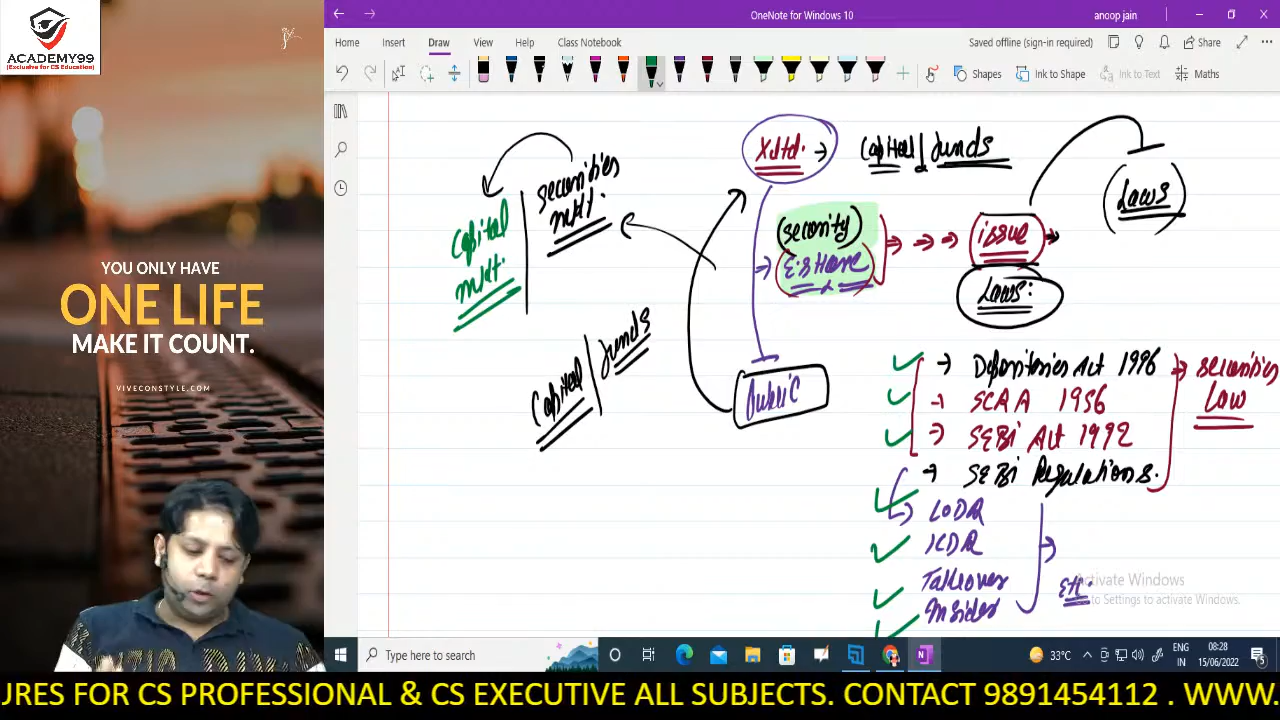 ACADEMY99
(Exclusive for CS Education)
YOU ONLY HAVE
ONE LIFE
MAKE IT COUNT.
VIVECONSTYLE.COM
OneNote for Windows 10
anoop jain
Home Insert Draw View Help Class Notebook
Saved offline (sign-in required)
Share
Shapes
Ink to Shape
Ink to Text
Maths
X Ltd. → Capital / funds
securities
mkt.
Capital
mkt.
(security)
E. Share
issue
(Laws)
Laws:
Capital / funds
Public
→ Depositories Act 1996
→ SCRA 1956
→ SEBI Act 1992
→ SEBI Regulations.
securities
Law
LODR
ICDR
Takeover
Insider
Activate Windows
to Settings to activate Windows.
Type here to search
33°C
ENG
IN
08:28
15/06/2022
URES FOR CS PROFESSIONAL & CS EXECUTIVE ALL SUBJECTS. CONTACT 9891454112 . WWW.